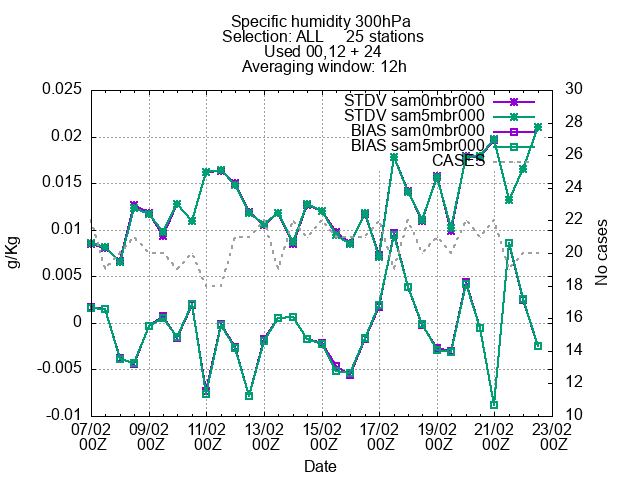 Specific humidity 300hPa
Selection: ALL 25 stations
Used 00,12 + 24
Averaging window: 12h
STDV sam0mbr000
STDV sam5mbr000
BIAS sam0mbr000
BIAS sam5mbr000
CASES
0.025
0.02
0.015
0.01
0.005
0
-0.005
-0.01
g/Kg
30
28
26
24
22
20
18
16
14
12
10
No cases
07/02 09/02 11/02 13/02 15/02 17/02 19/02 21/02 23/02
00Z 00Z 00Z 00Z 00Z 00Z 00Z 00Z 00Z
Date